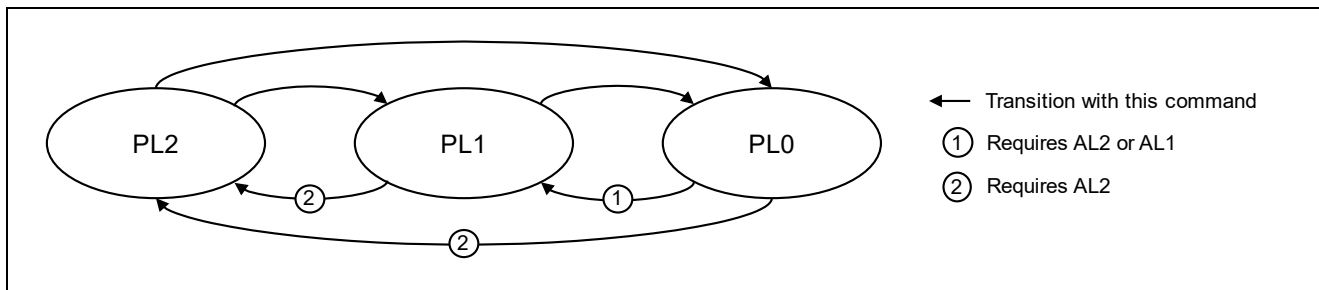 PL2
PL1
PL0
Transition with this command
1 Requires AL2 or AL1
2 Requires AL2
2
1
2